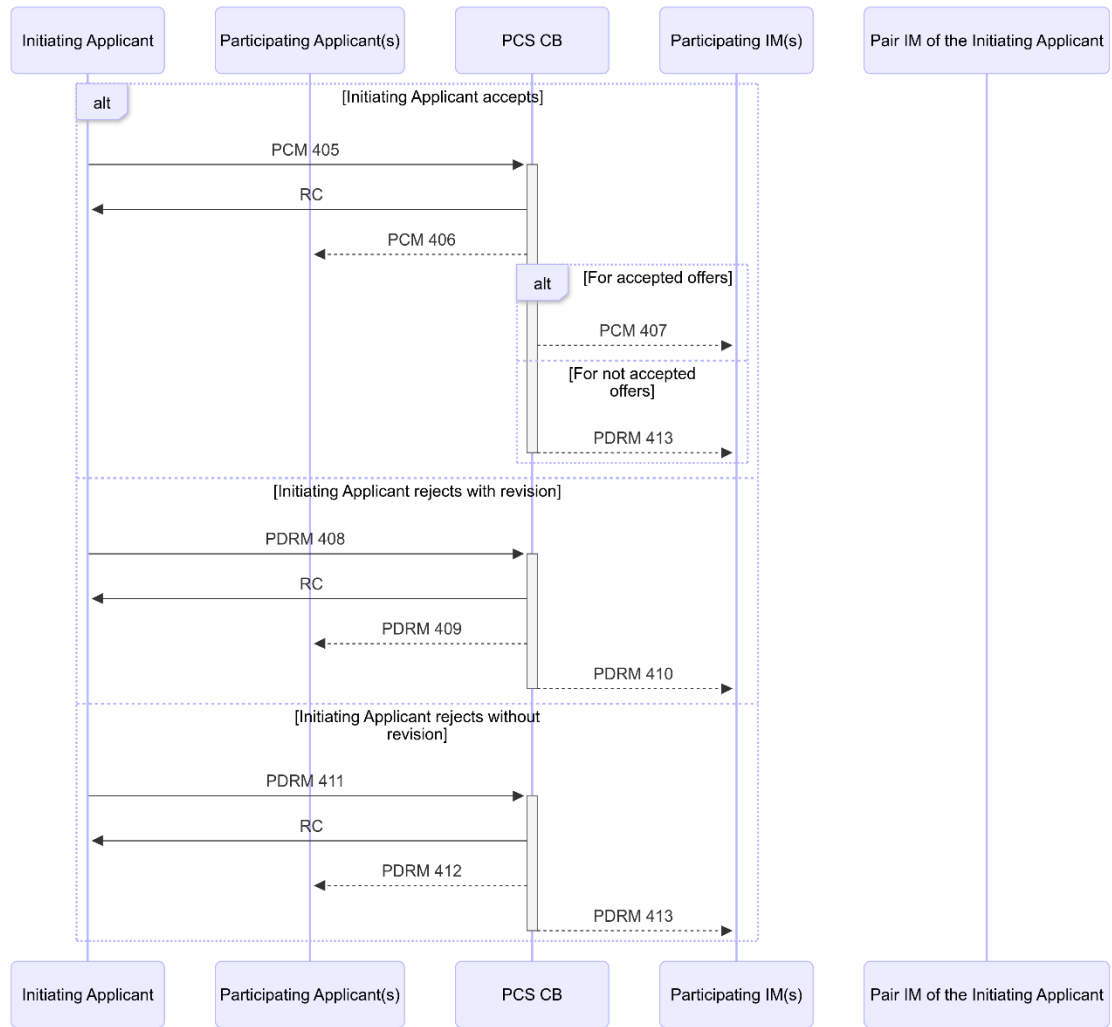 Initiating Applicant
Participating Applicant(s)
PCS CB
Participating IM(s)
Pair IM of the Initiating Applicant
alt
[Initiating Applicant accepts]
PCM 405
RC
PCM 406
alt
[For accepted offers]
PCM 407
[For not accepted
offers]
PDRM 413
[Initiating Applicant rejects with revision]
PDRM 408
RC
PDRM 409
PDRM 410
[Initiating Applicant rejects without
revision]
PDRM 411
RC
PDRM 412
PDRM 413
Initiating Applicant
Participating Applicant(s)
PCS CB
Participating IM(s)
Pair IM of the Initiating Applicant